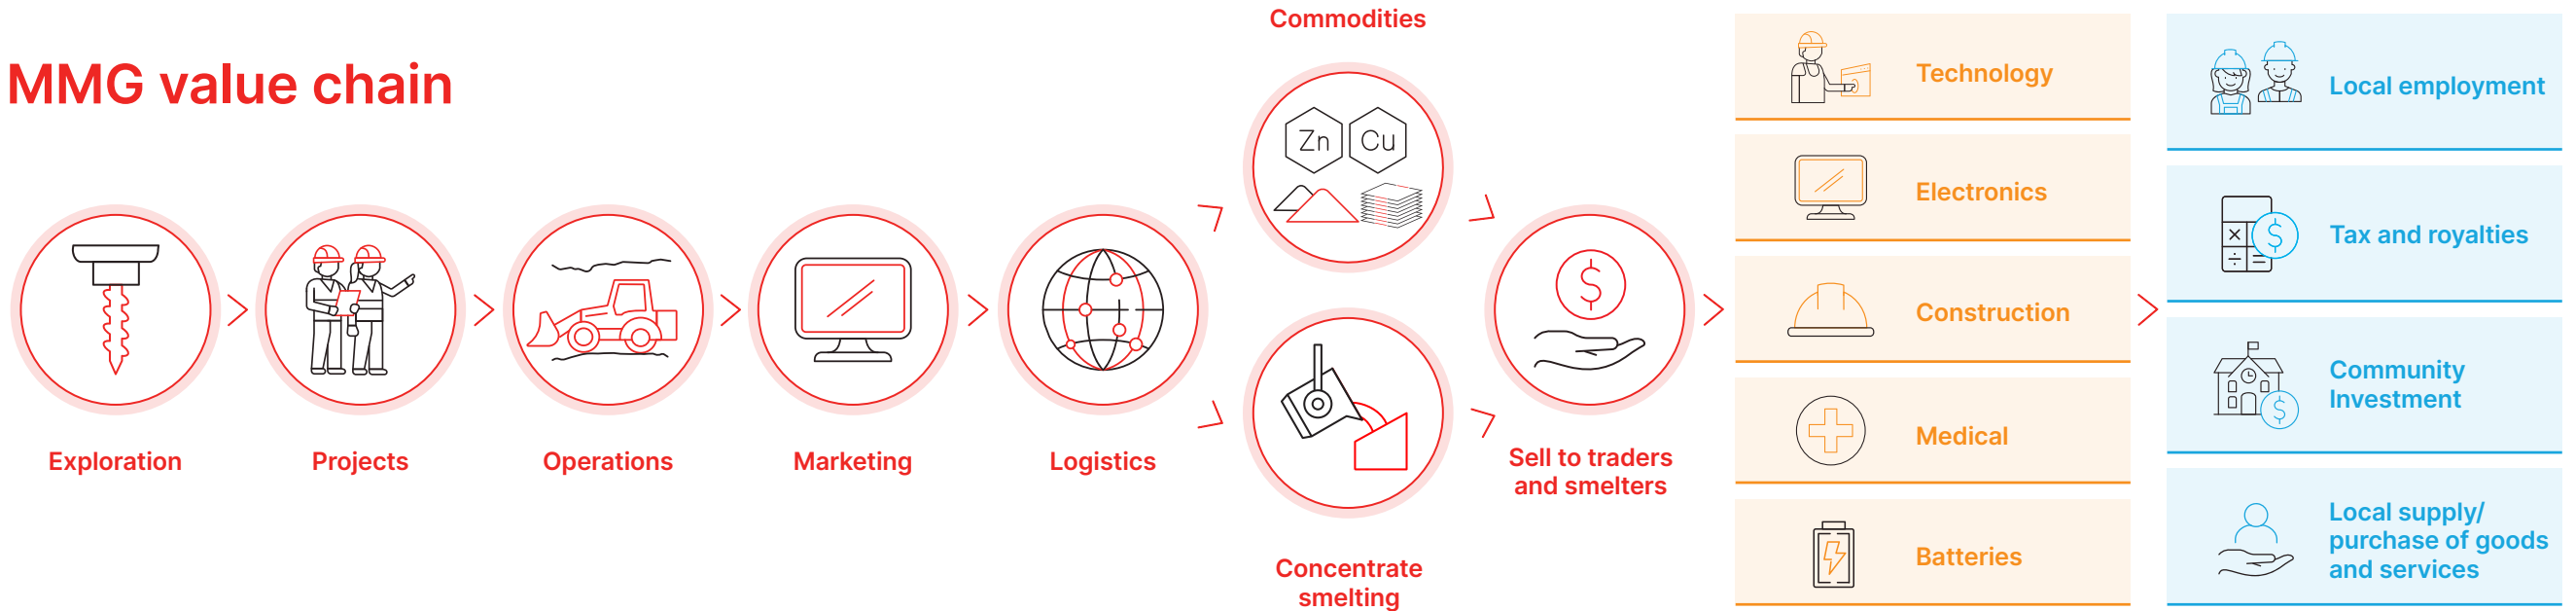 MMG value chain
Exploration
Projects
Operations
Marketing
Logistics
Commodities
Zn
Cu
Concentrate
smelting
$
Sell to traders
and smelters
Technology
Electronics
Construction
Medical
Batteries
Local employment
× $
÷ =
Tax and royalties
$
Community
Investment
Local supply/
purchase of goods
and services